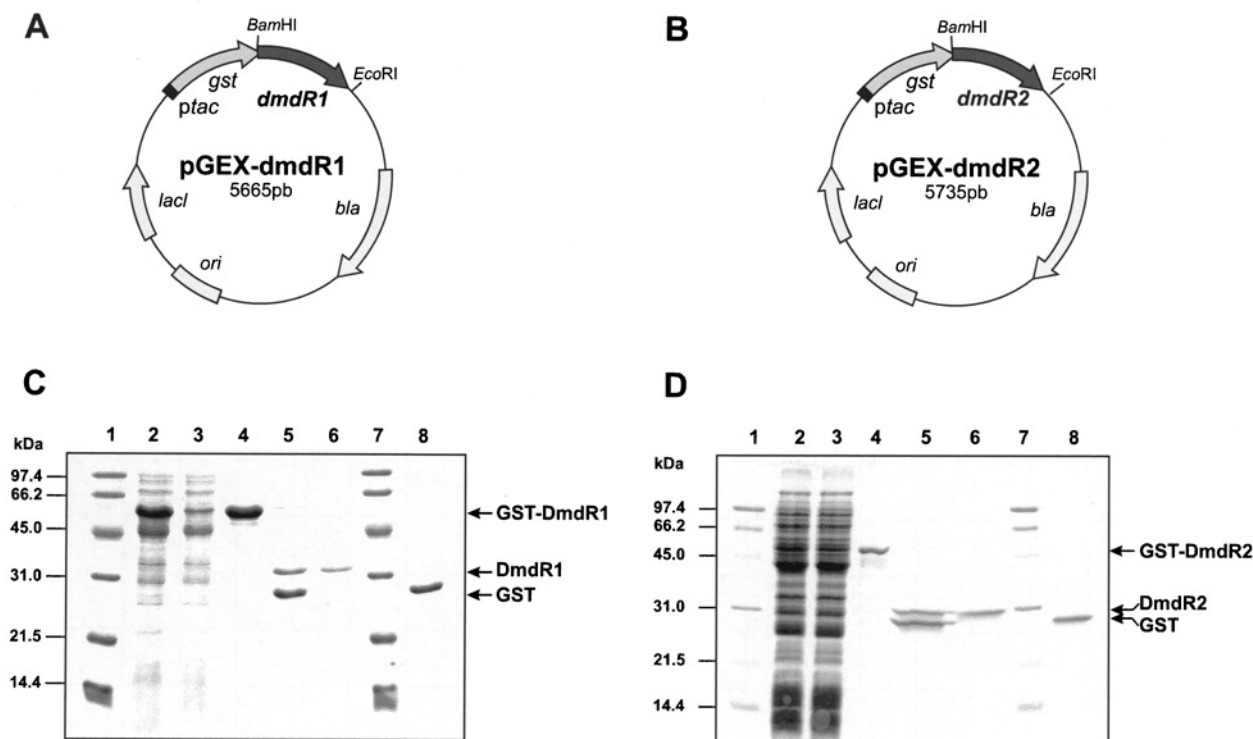 A
BamHI
EcoRI
gst
dmdR1
ptac
pGEX-dmdR1
5665pb
lacI
bla
ori
B
BamHI
EcoRI
gst
dmdR2
ptac
pGEX-dmdR2
5735pb
lacI
bla
ori
C
kDa
1 2 3 4 5 6 7 8
97.4
66.2
45.0
31.0
21.5
14.4
GST-DmdR1
DmdR1
GST
D
kDa
1 2 3 4 5 6 7 8
97.4
66.2
45.0
31.0
21.5
14.4
GST-DmdR2
DmdR2
GST